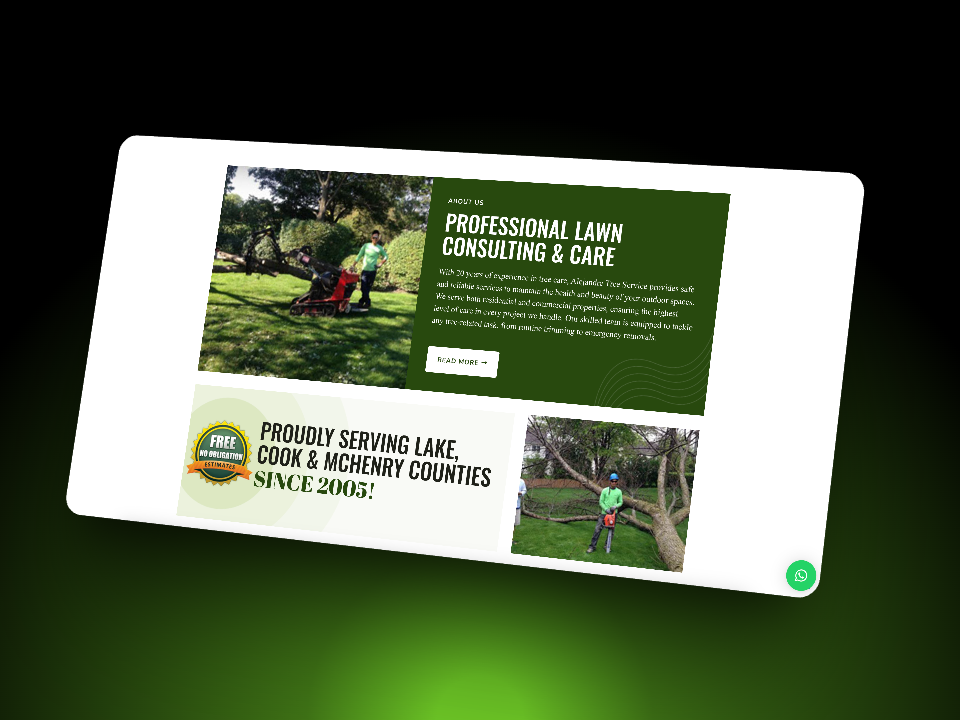 ABOUT US
PROFESSIONAL LAWN
CONSULTING & CARE
With 20 years of experience in tree care, Alejandro Tree Service provides safe
and reliable services to maintain the health and beauty of your outdoor spaces.
We serve both residential and commercial properties, ensuring the highest
level of care in every project we handle. Our skilled team is equipped to tackle
any tree-related task, from routine trimming to emergency removals.
READ MORE →
FREE
NO OBLIGATION
ESTIMATES
PROUDLY SERVING LAKE,
COOK & MCHENRY COUNTIES
SINCE 2005!